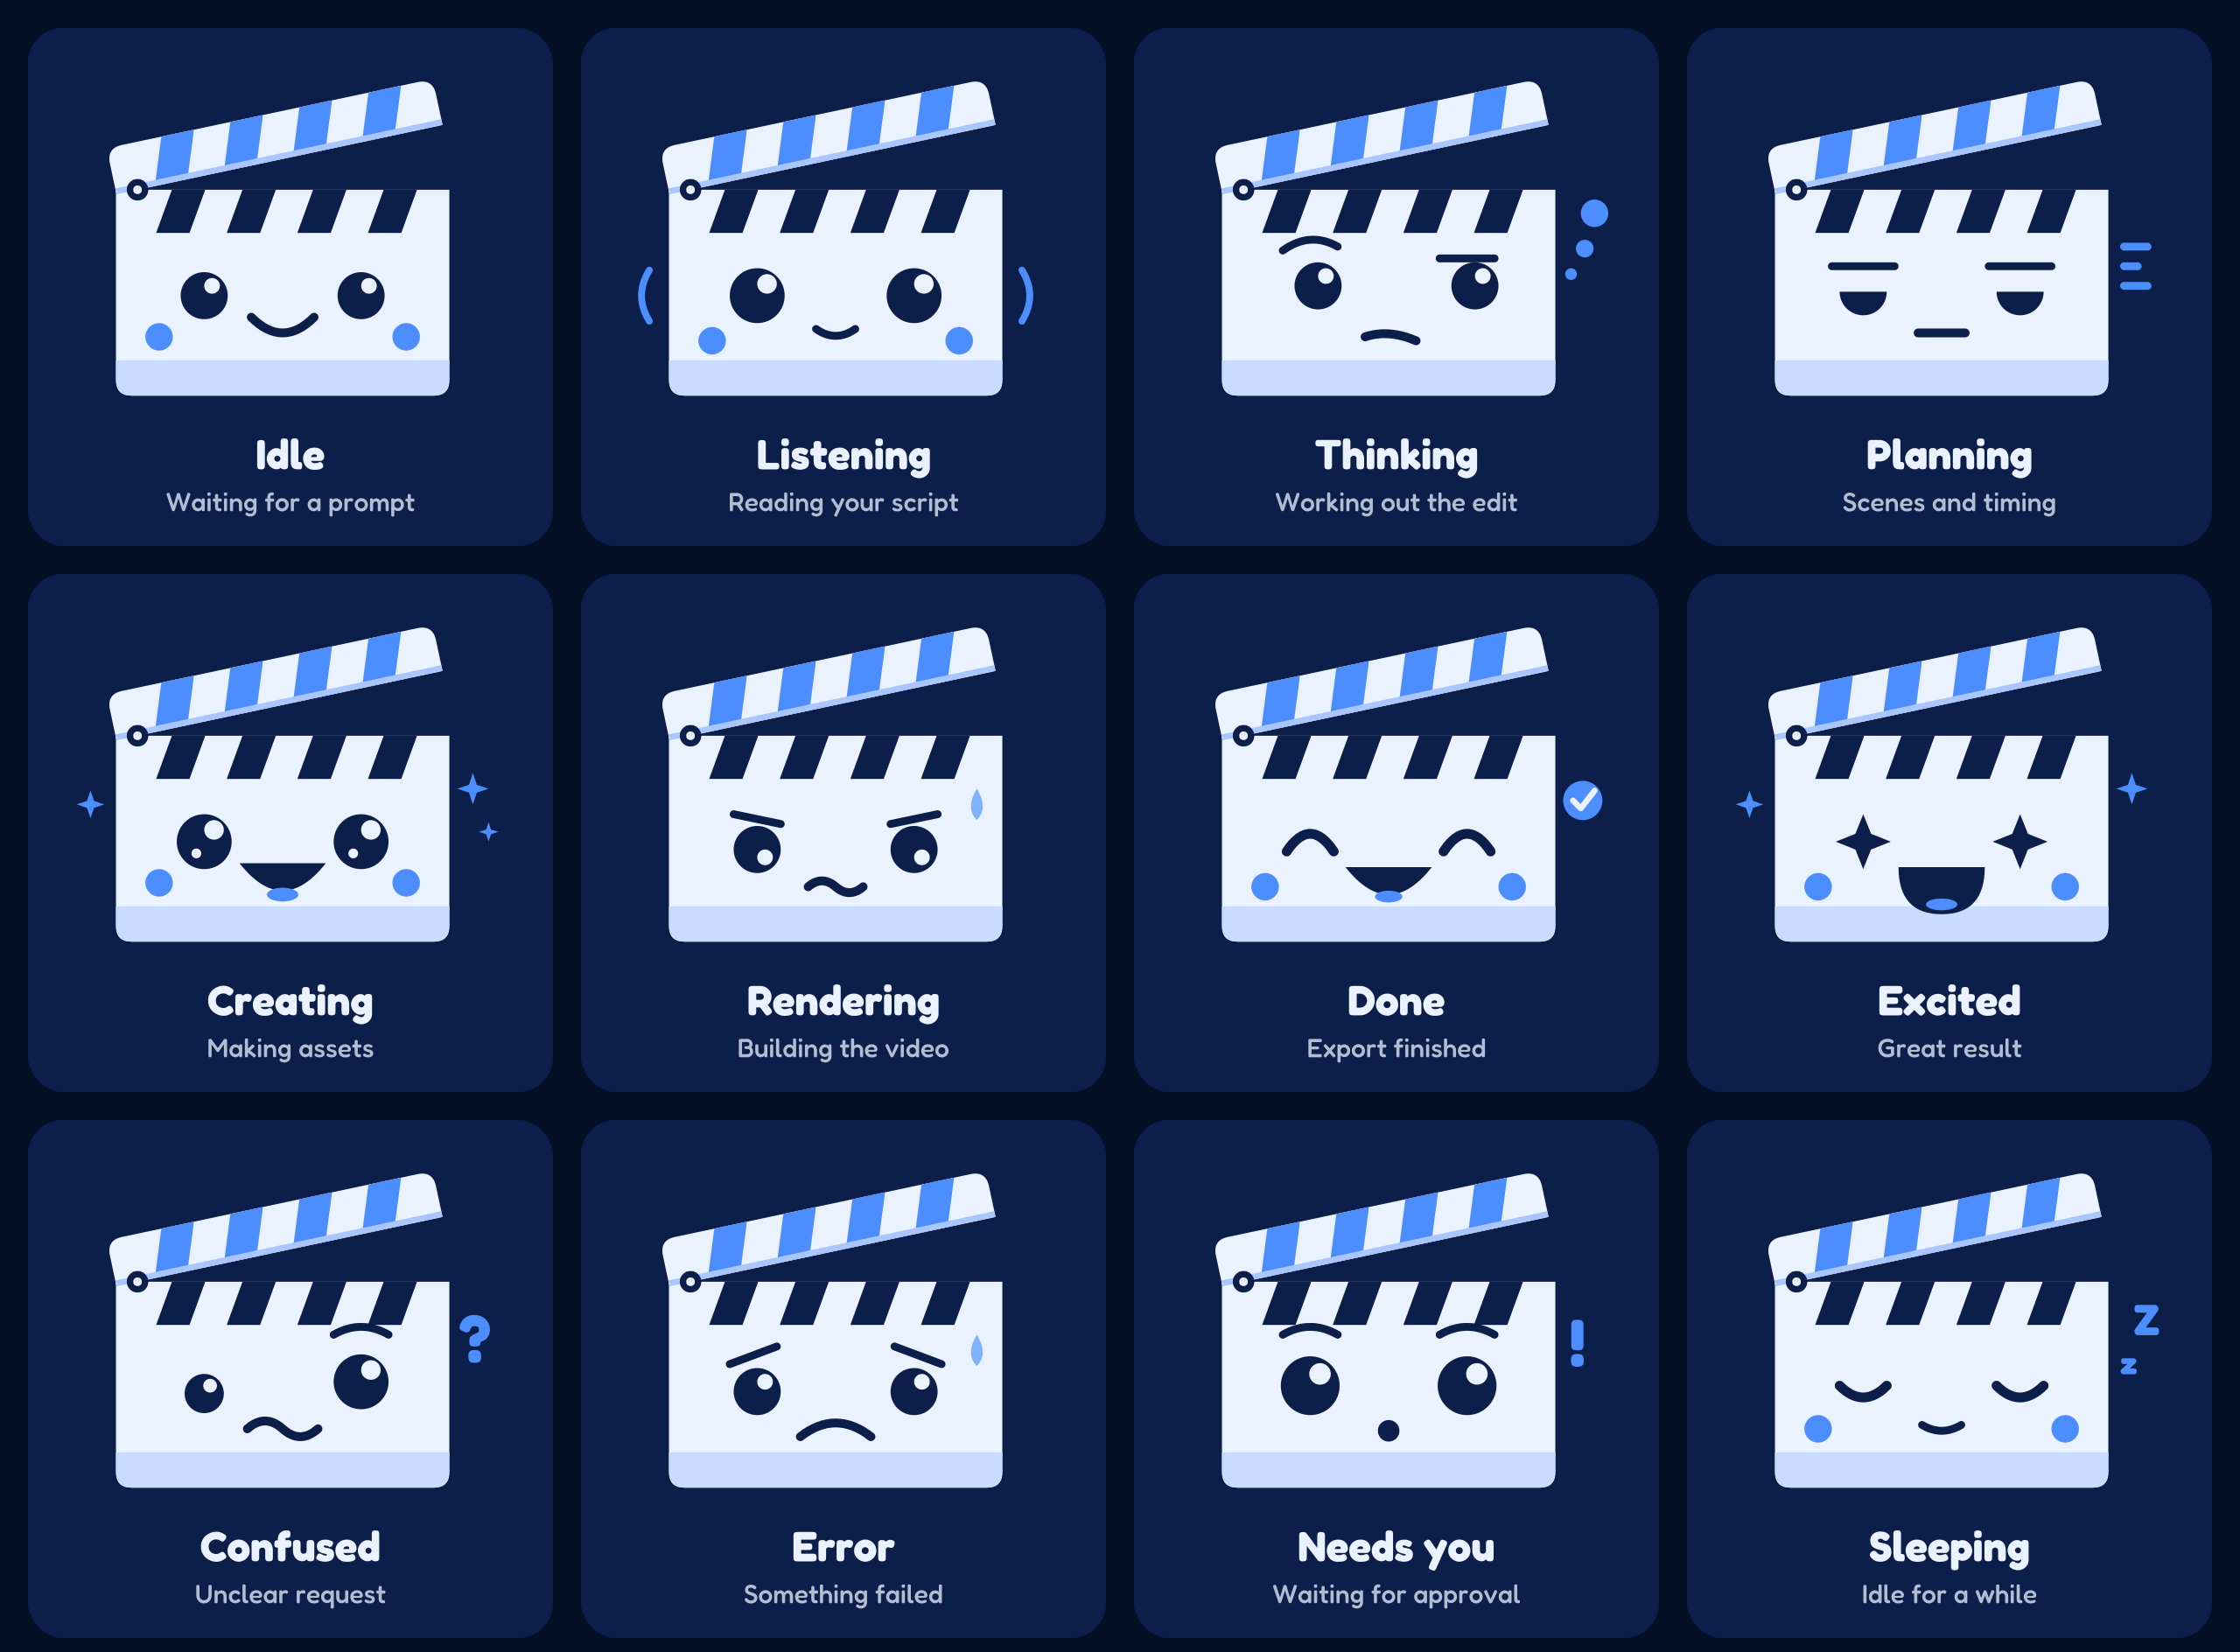 Idle
Waiting for a prompt
Listening
Reading your script
Thinking
Working out the edit
Planning
Scenes and timing
Creating
Making assets
Rendering
Building the video
Done
Export finished
Excited
Great result
?
Confused
Unclear request
Error
Something failed
!
Needs you
Waiting for approval
Z
z
Sleeping
Idle for a while